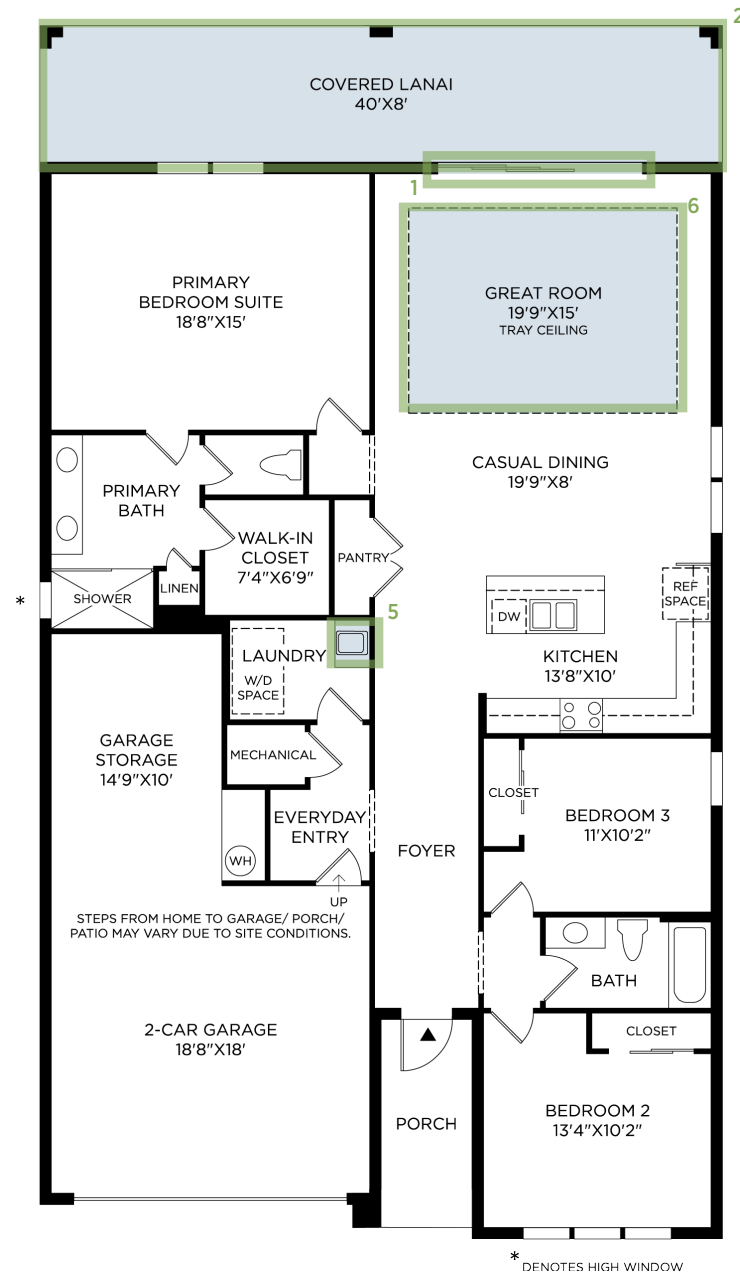 2
COVERED LANAI
40'X8'
1
6
PRIMARY
BEDROOM SUITE
18'8"X15'
GREAT ROOM
19'9"X15'
TRAY CEILING
CASUAL DINING
19'9"X8'
PRIMARY
BATH
WALK-IN
CLOSET
7'4"X6'9"
PANTRY
LINEN
SHOWER
*
REF
SPACE
DW
5
LAUNDRY
W/D
SPACE
KITCHEN
13'8"X10'
GARAGE
STORAGE
14'9"X10'
MECHANICAL
CLOSET
BEDROOM 3
11'X10'2"
EVERYDAY
ENTRY
FOYER
WH
UP
STEPS FROM HOME TO GARAGE/ PORCH/
PATIO MAY VARY DUE TO SITE CONDITIONS.
BATH
2-CAR GARAGE
18'8"X18'
CLOSET
PORCH
BEDROOM 2
13'4"X10'2"
* DENOTES HIGH WINDOW